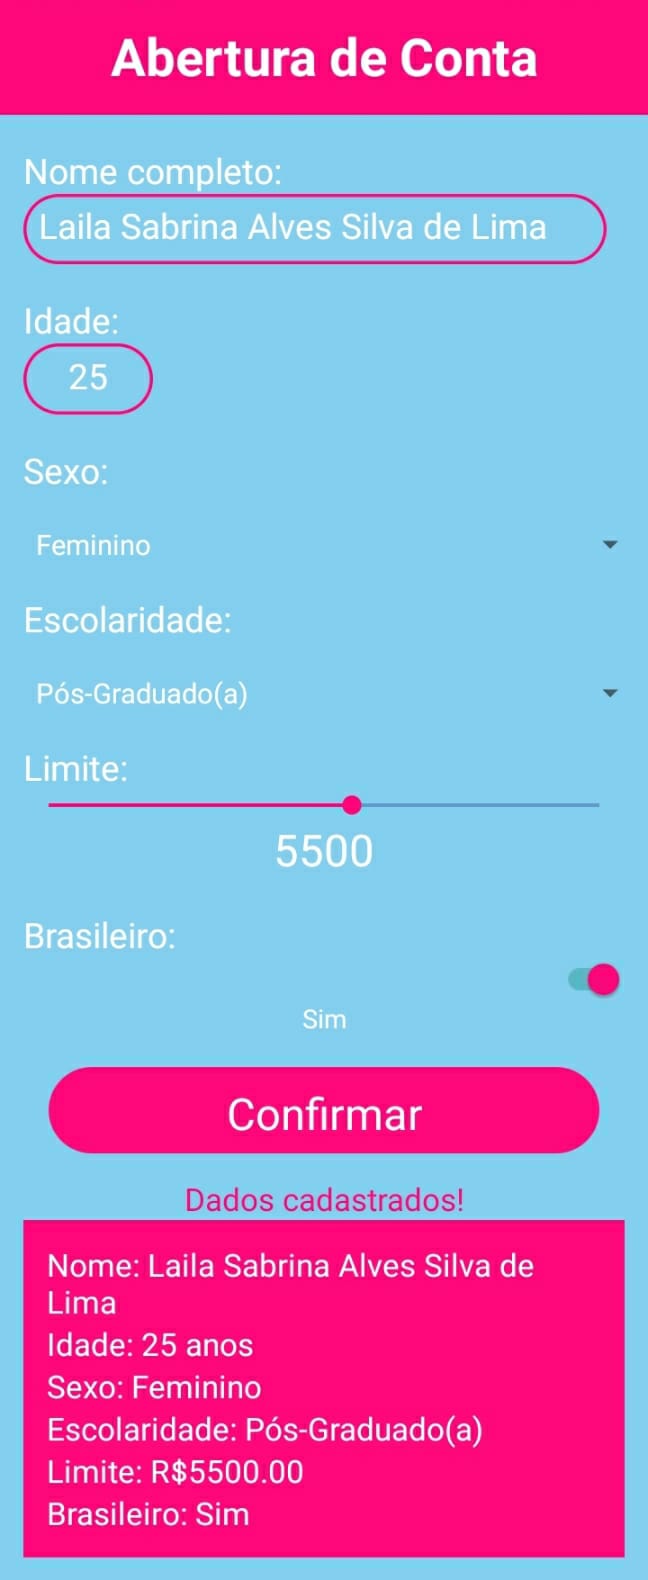 Abertura de Conta
Nome completo:
Laila Sabrina Alves Silva de Lima
Idade:
25
Sexo:
Feminino
Escolaridade:
Pós-Graduado(a)
Limite:
5500
Brasileiro:
Sim
Confirmar
Dados cadastrados!
Nome: Laila Sabrina Alves Silva de
Lima
Idade: 25 anos
Sexo: Feminino
Escolaridade: Pós-Graduado(a)
Limite: R$5500.00
Brasileiro: Sim